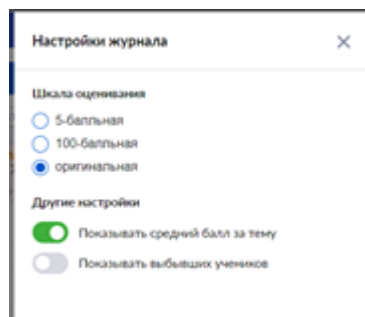 Настройки журнала
Шкала оценивания
5-балльная
100-балльная
оригинальная
Другие настройки
Показывать средний балл за тему
Показывать выбывших учеников